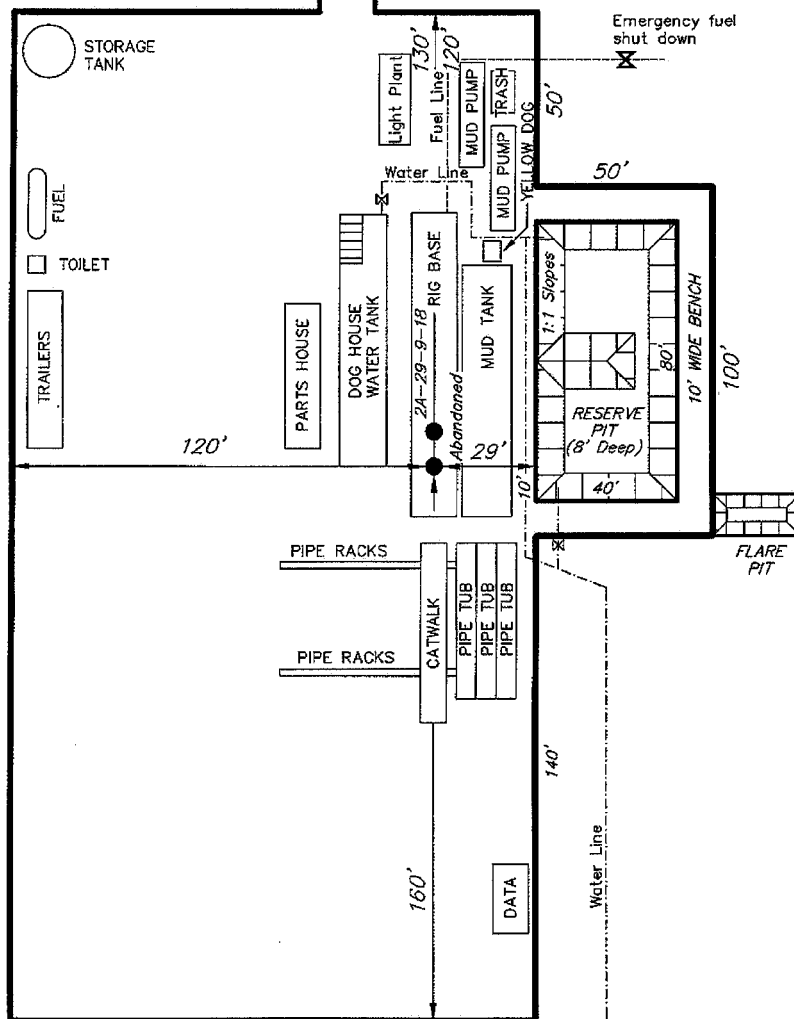 Emergency fuel
shut down
STORAGE
TANK
130'
120'
Light Plant
Fuel Line
MUD PUMP
TRASH
50'
MUD PUMP
YELLOW DOG
50'
Water Line
FUEL
TOILET
TRAILERS
PARTS HOUSE
DOG HOUSE
WATER TANK
2A-29-9-18
RIG BASE
Abandoned
MUD TANK
1:1 Slopes
80'
10' WIDE BENCH
100'
RESERVE
PIT
(8' Deep)
40'
120'
29'
10'
FLARE
PIT
PIPE RACKS
CATWALK
PIPE TUB
PIPE TUB
PIPE TUB
PIPE RACKS
140'
160'
DATA
Water Line